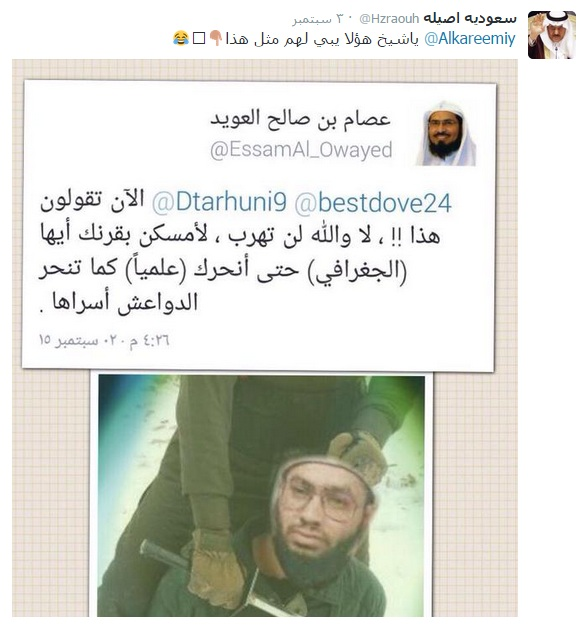 سعوديه اصيله @Hzraouh · ٣ سبتمبر
@Alkareemiy ياشيخ هؤلا يبي لهم مثل هذا👇🏽☐😂
عصام بن صالح العويد
@EssamAl_Owayed
@Dtarhuni9 @bestdove24 الآن تقولون
هذا !! ، لا والله لن تهرب ، لأمسكن بقرنك أيها
(الجغرافي) حتى أنحرك (علمياً) كما تنحر
الدواعش أسراها .
٤:٢٦ م · ٠٢ سبتمبر ١٥